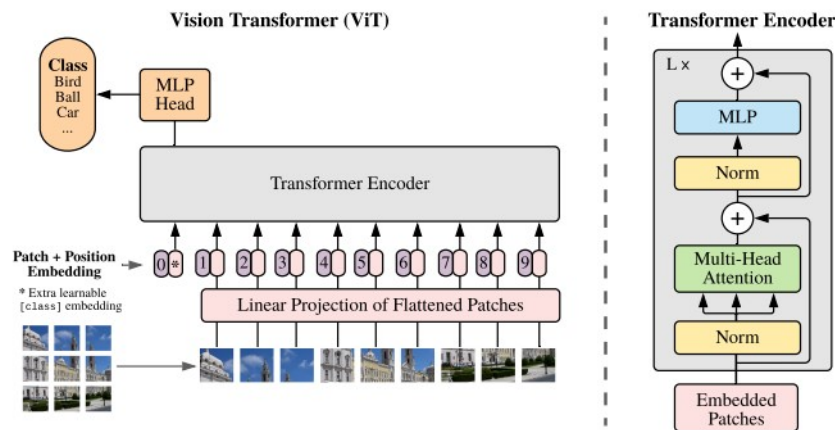 Vision Transformer (ViT)
Class
Bird
Ball
Car
...
MLP
Head
Transformer Encoder
Patch + Position
Embedding
0 * 1 2 3 4 5 6 7 8 9
* Extra learnable
[class] embedding
Linear Projection of Flattened Patches
Transformer Encoder
L ×
+
MLP
Norm
+
Multi-Head
Attention
Norm
Embedded
Patches